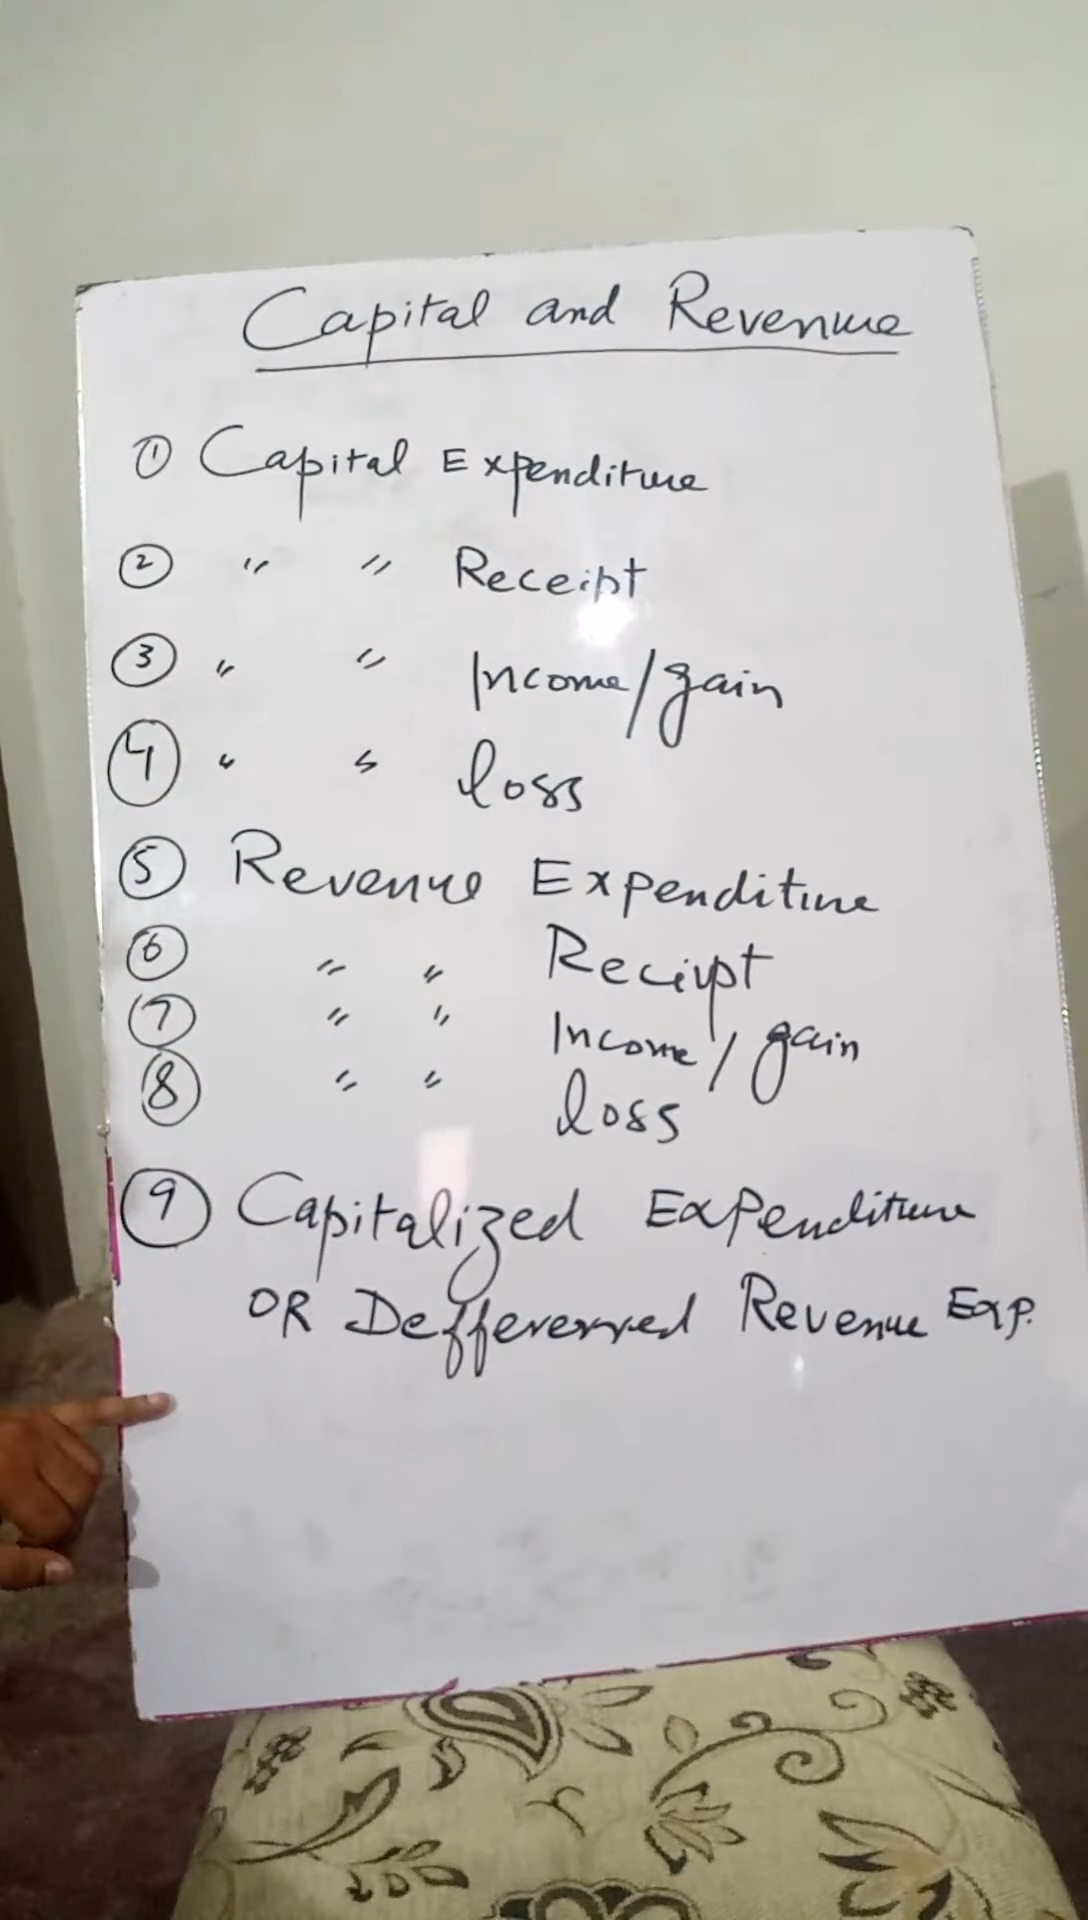 Capital and Revenue
① Capital Expenditure
② " " Receipt
③ " " Income/gain
④ " " loss
⑤ Revenue Expenditure
⑥ " " Reciept
⑦ " " Income/gain
⑧ " " loss
⑨ Capitalized Expenditure
OR Deffererred Revenue Exp.